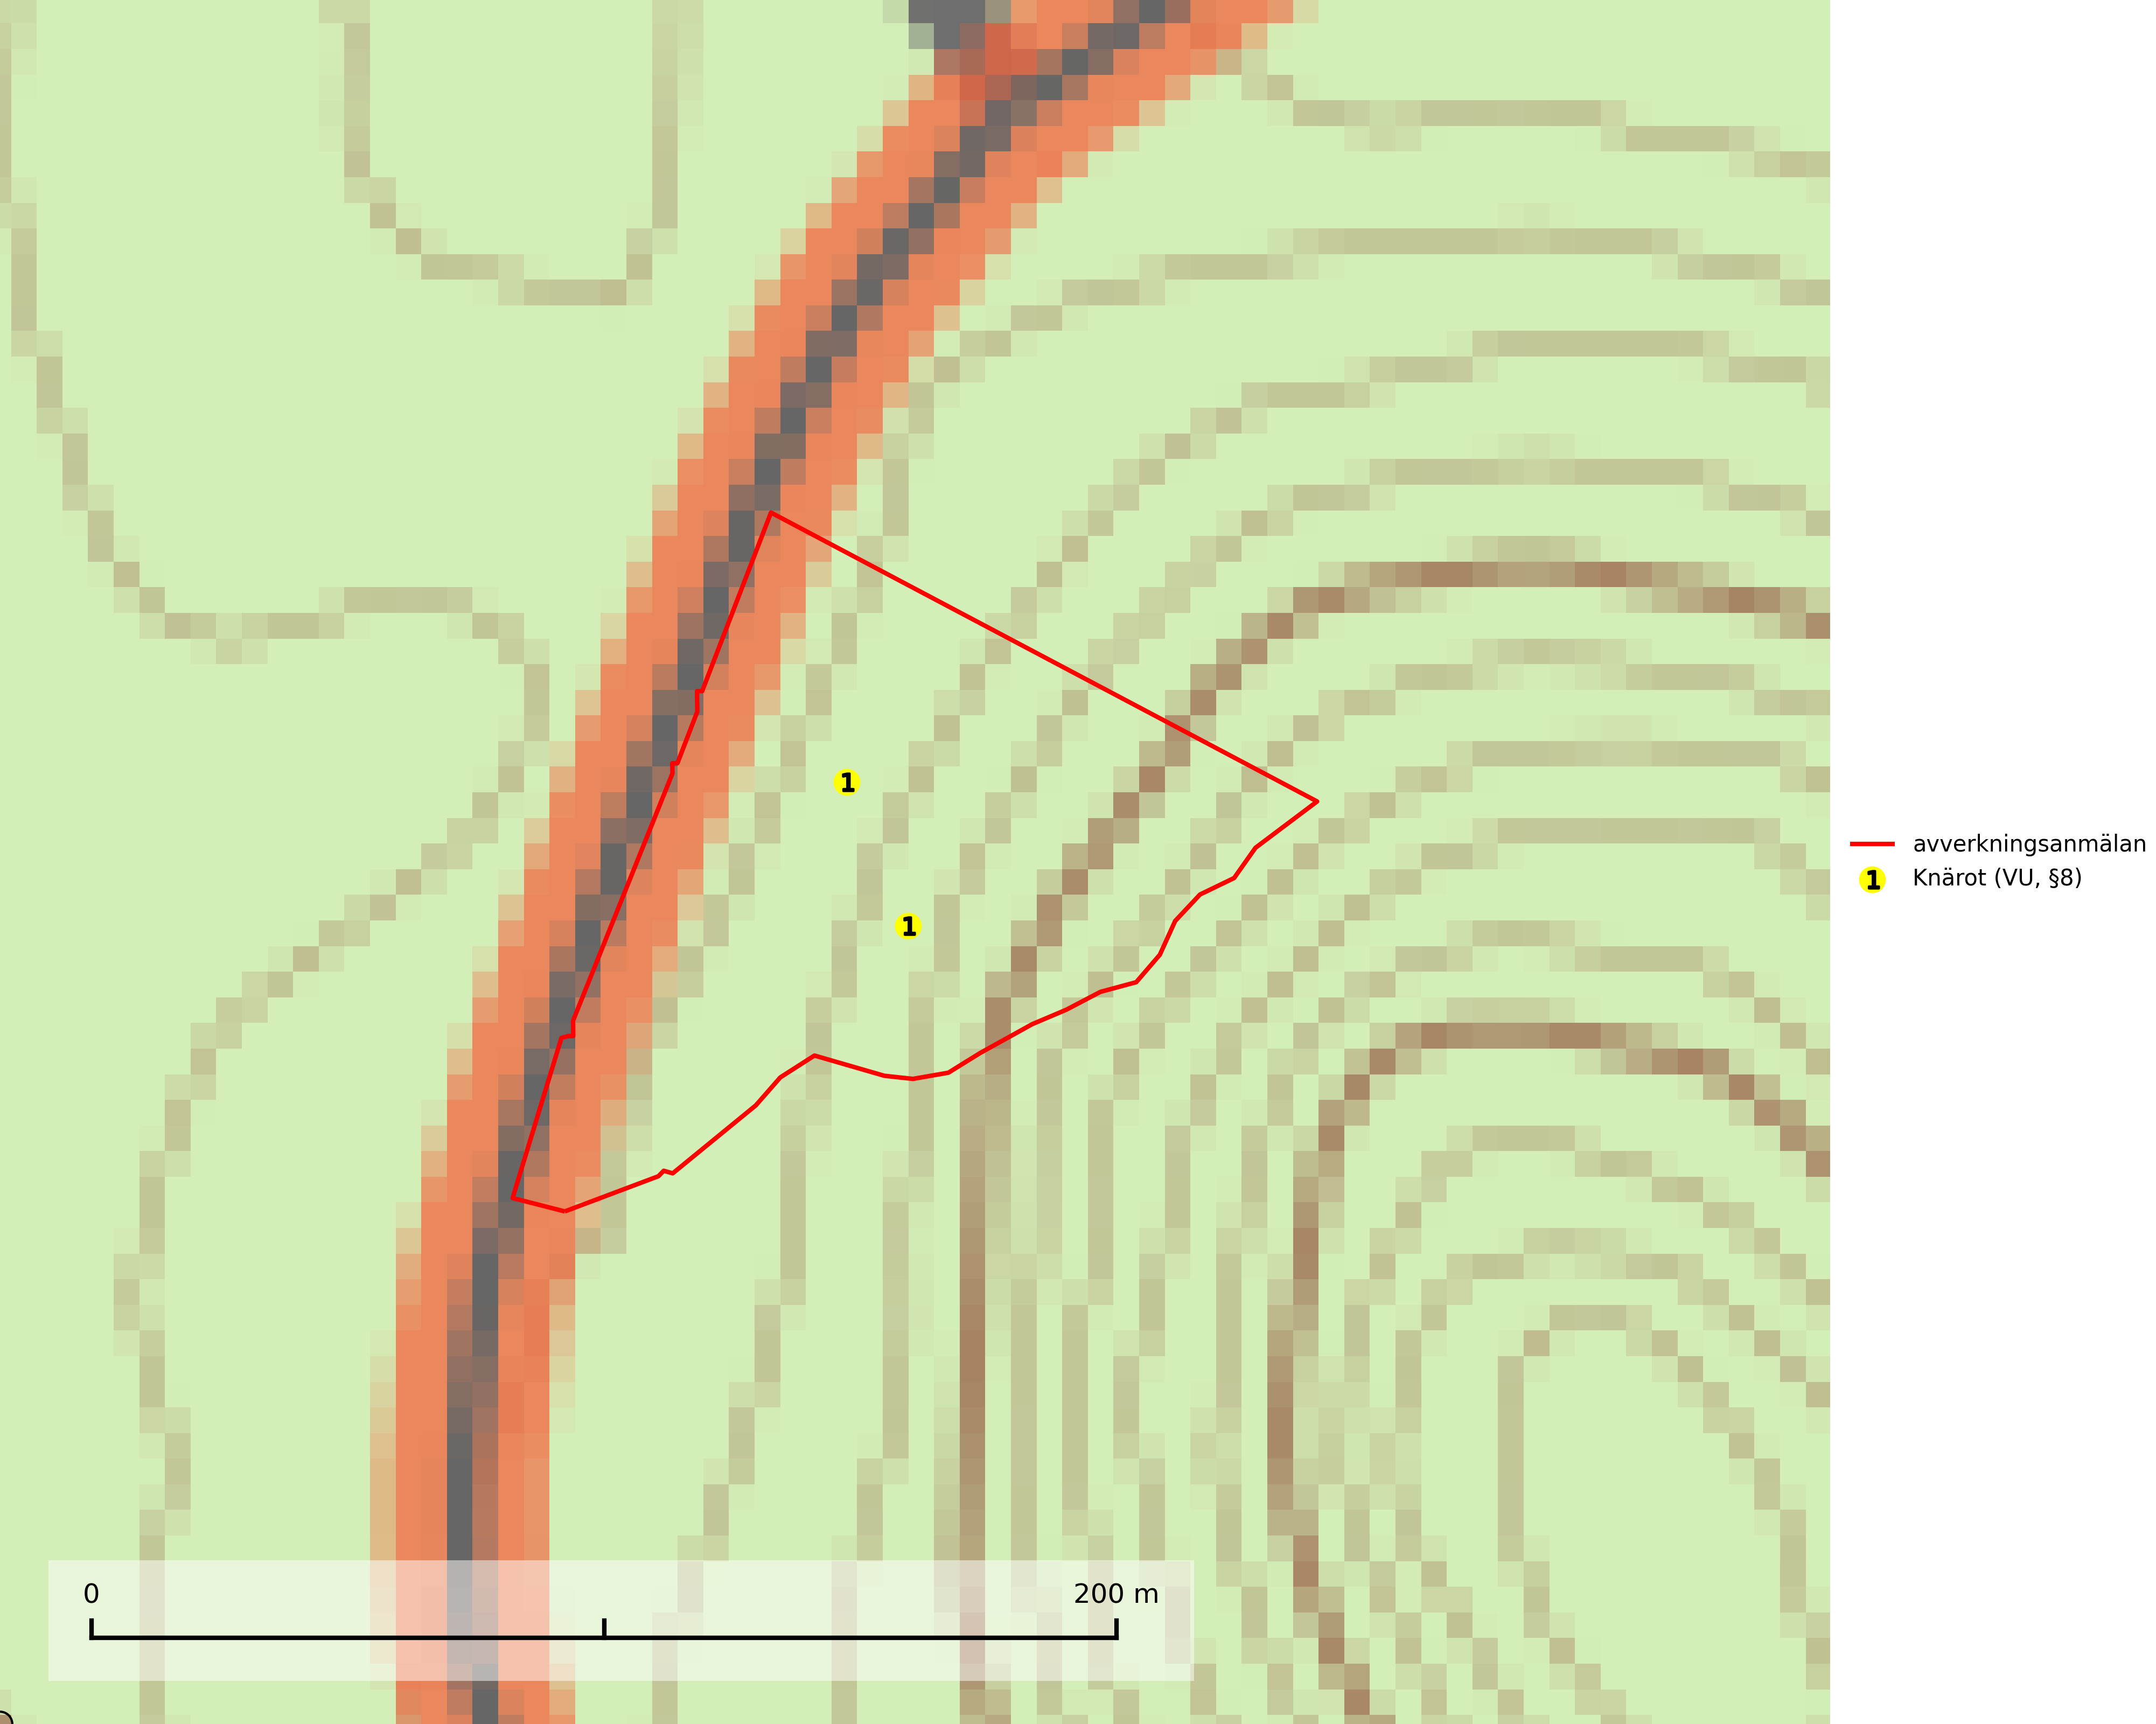 1
1
avverkningsanmälan
1 Knärot (VU, §8)
0 200 m